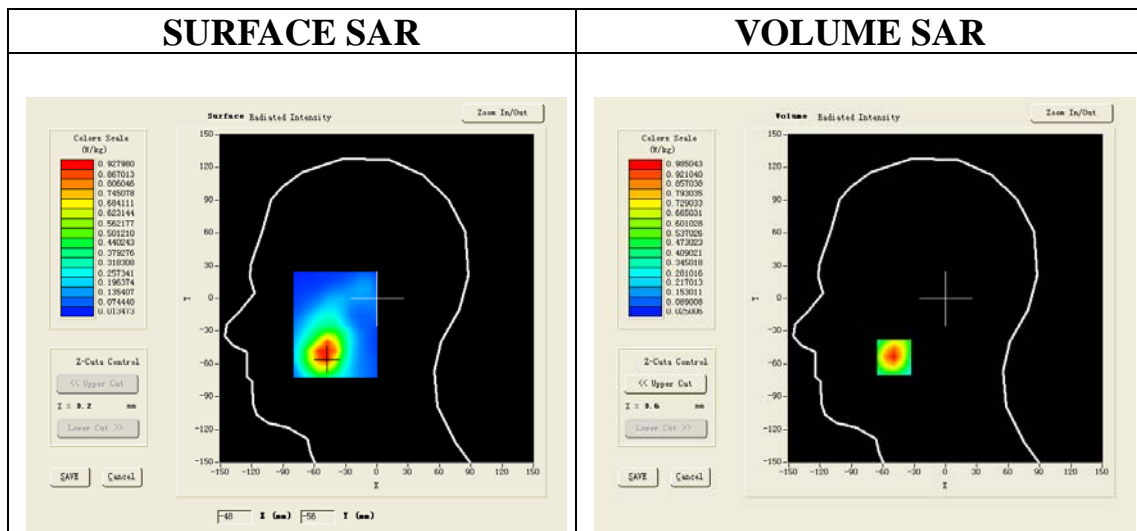 SURFACE SAR
VOLUME SAR
Surface Radiated Intensity
Zoom In/Out
Colors Scale
(W/kg)
0.927980
0.867013
0.806046
0.745078
0.684111
0.623144
0.562177
0.501210
0.440243
0.379276
0.318308
0.257341
0.196374
0.135407
0.074440
0.013473
Z-Cuts Control
<< Upper Cut
Z = 0.2 mm
Lower Cut >>
SAVE
Cancel
150
120
90
60
30
0
-30
-60
-90
-120
-150
Y
-150 -120 -90 -60 -30 0 30 60 90 120 150
X
-48 X (mm) -56 Y (mm)
Volume Radiated Intensity
Zoom In/Out
Colors Scale
(W/kg)
0.985043
0.921040
0.857038
0.793035
0.729033
0.665031
0.601028
0.537026
0.473023
0.409021
0.345018
0.281016
0.217013
0.153011
0.089008
0.025006
Z-Cuts Control
<< Upper Cut
Z = 0.6 mm
Lower Cut >>
SAVE
Cancel
150
120
90
60
30
0
-30
-60
-90
-120
-150
Y
-150 -120 -90 -60 -30 0 30 60 90 120 150
X